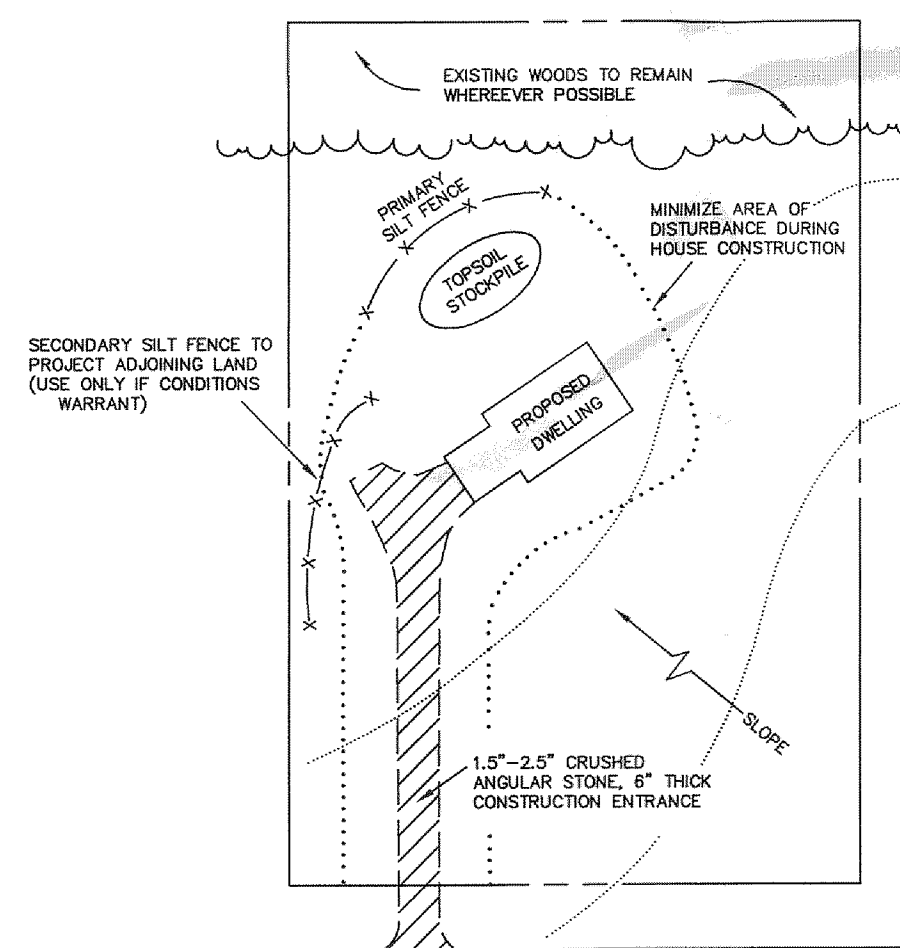 EXISTING WOODS TO REMAIN
WHEREEVER POSSIBLE
PRIMARY
SILT FENCE
MINIMIZE AREA OF
DISTURBANCE DURING
HOUSE CONSTRUCTION
TOPSOIL
STOCKPILE
SECONDARY SILT FENCE TO
PROJECT ADJOINING LAND
(USE ONLY IF CONDITIONS
WARRANT)
PROPOSED
DWELLING
SLOPE
1.5"-2.5" CRUSHED
ANGULAR STONE, 6" THICK
CONSTRUCTION ENTRANCE